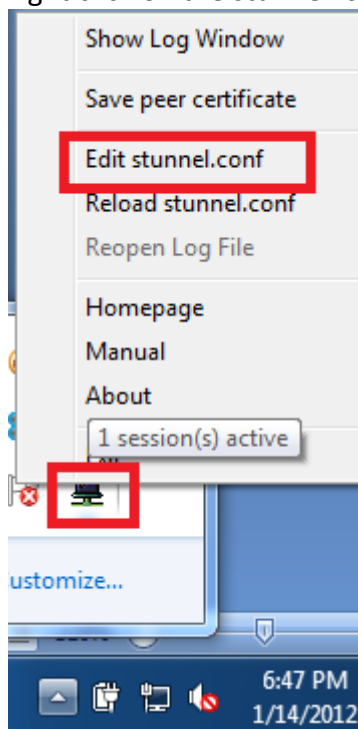 Show Log Window
Save peer certificate
Edit stunnel.conf
Reload stunnel.conf
Reopen Log File
Homepage
Manual
About
1 session(s) active
ustomize...
6:47 PM
1/14/2012